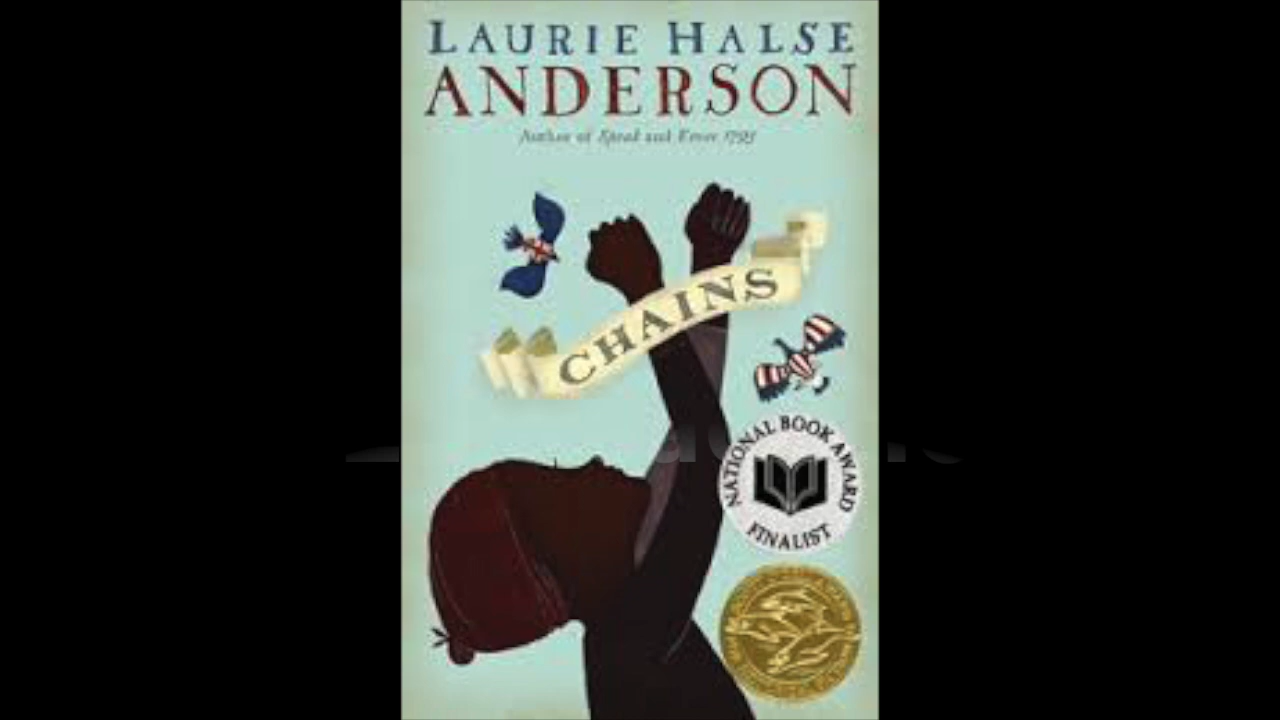 LAURIE HALSE
ANDERSON
Author of Speak and Fever 1793
CHAINS
NATIONAL BOOK AWARD
FINALIST